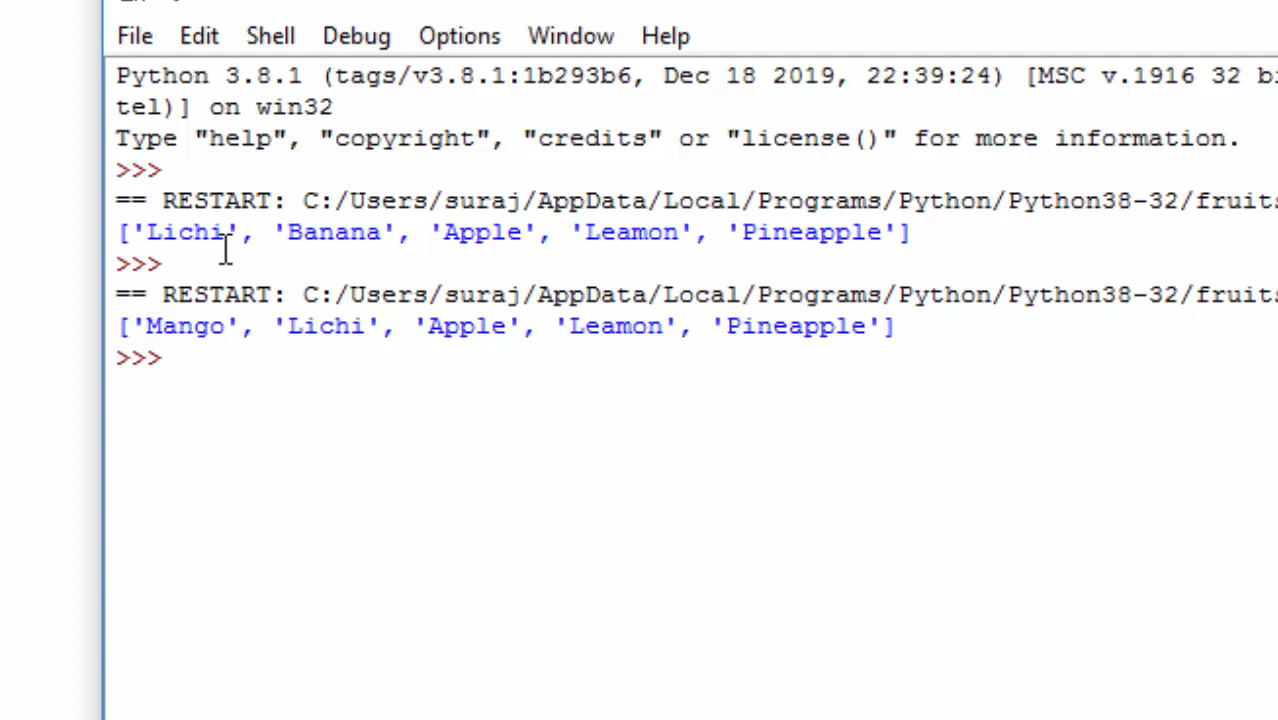 File Edit Shell Debug Options Window Help
Python 3.8.1 (tags/v3.8.1:1b293b6, Dec 18 2019, 22:39:24) [MSC v.1916 32 bi
tel)] on win32
Type "help", "copyright", "credits" or "license()" for more information.
>>>
== RESTART: C:/Users/suraj/AppData/Local/Programs/Python/Python38-32/fruits
['Lichi', 'Banana', 'Apple', 'Leamon', 'Pineapple']
>>>
== RESTART: C:/Users/suraj/AppData/Local/Programs/Python/Python38-32/fruits
['Mango', 'Lichi', 'Apple', 'Leamon', 'Pineapple']
>>>